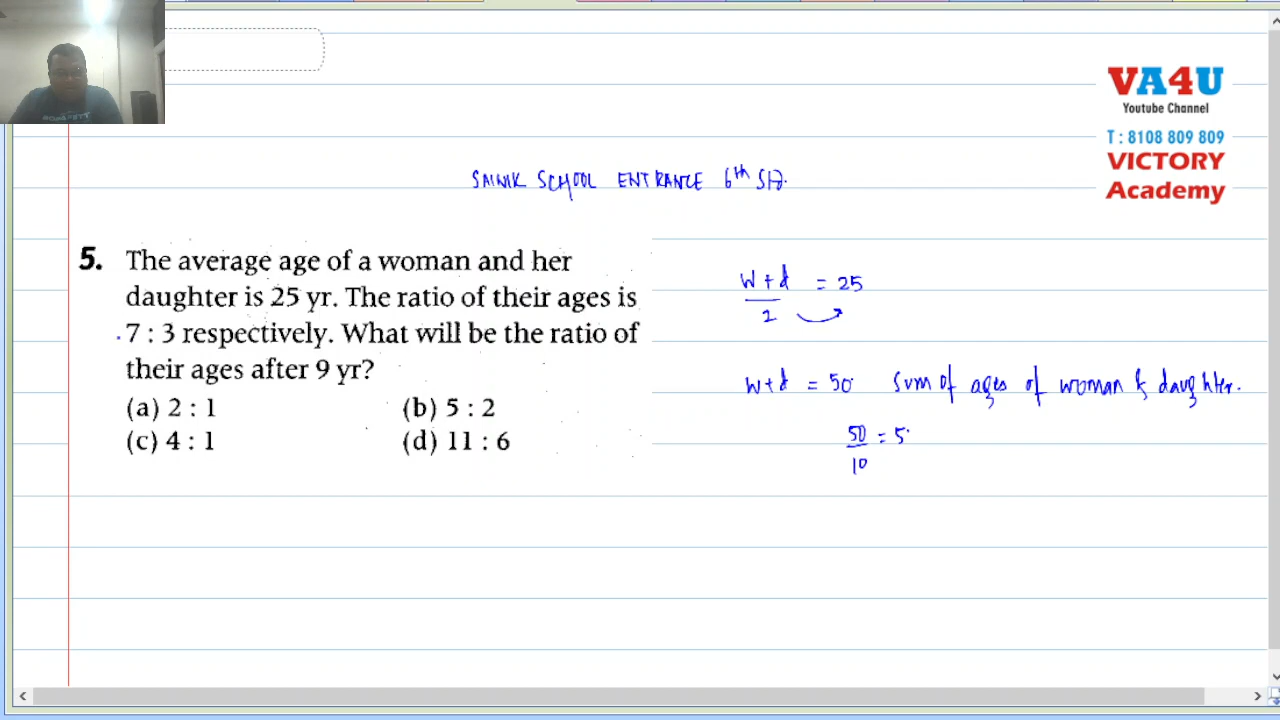 VA4U
Youtube Channel
T : 8108 809 809
VICTORY
Academy
SAINIK SCHOOL ENTRANCE 6th STD.
5. The average age of a woman and her
daughter is 25 yr. The ratio of their ages is
7 : 3 respectively. What will be the ratio of
their ages after 9 yr?
(a) 2 : 1 (b) 5 : 2
(c) 4 : 1 (d) 11 : 6
w+d = 25
2
w+d = 50 Sum of ages of woman & daughter.
50 = 5
10